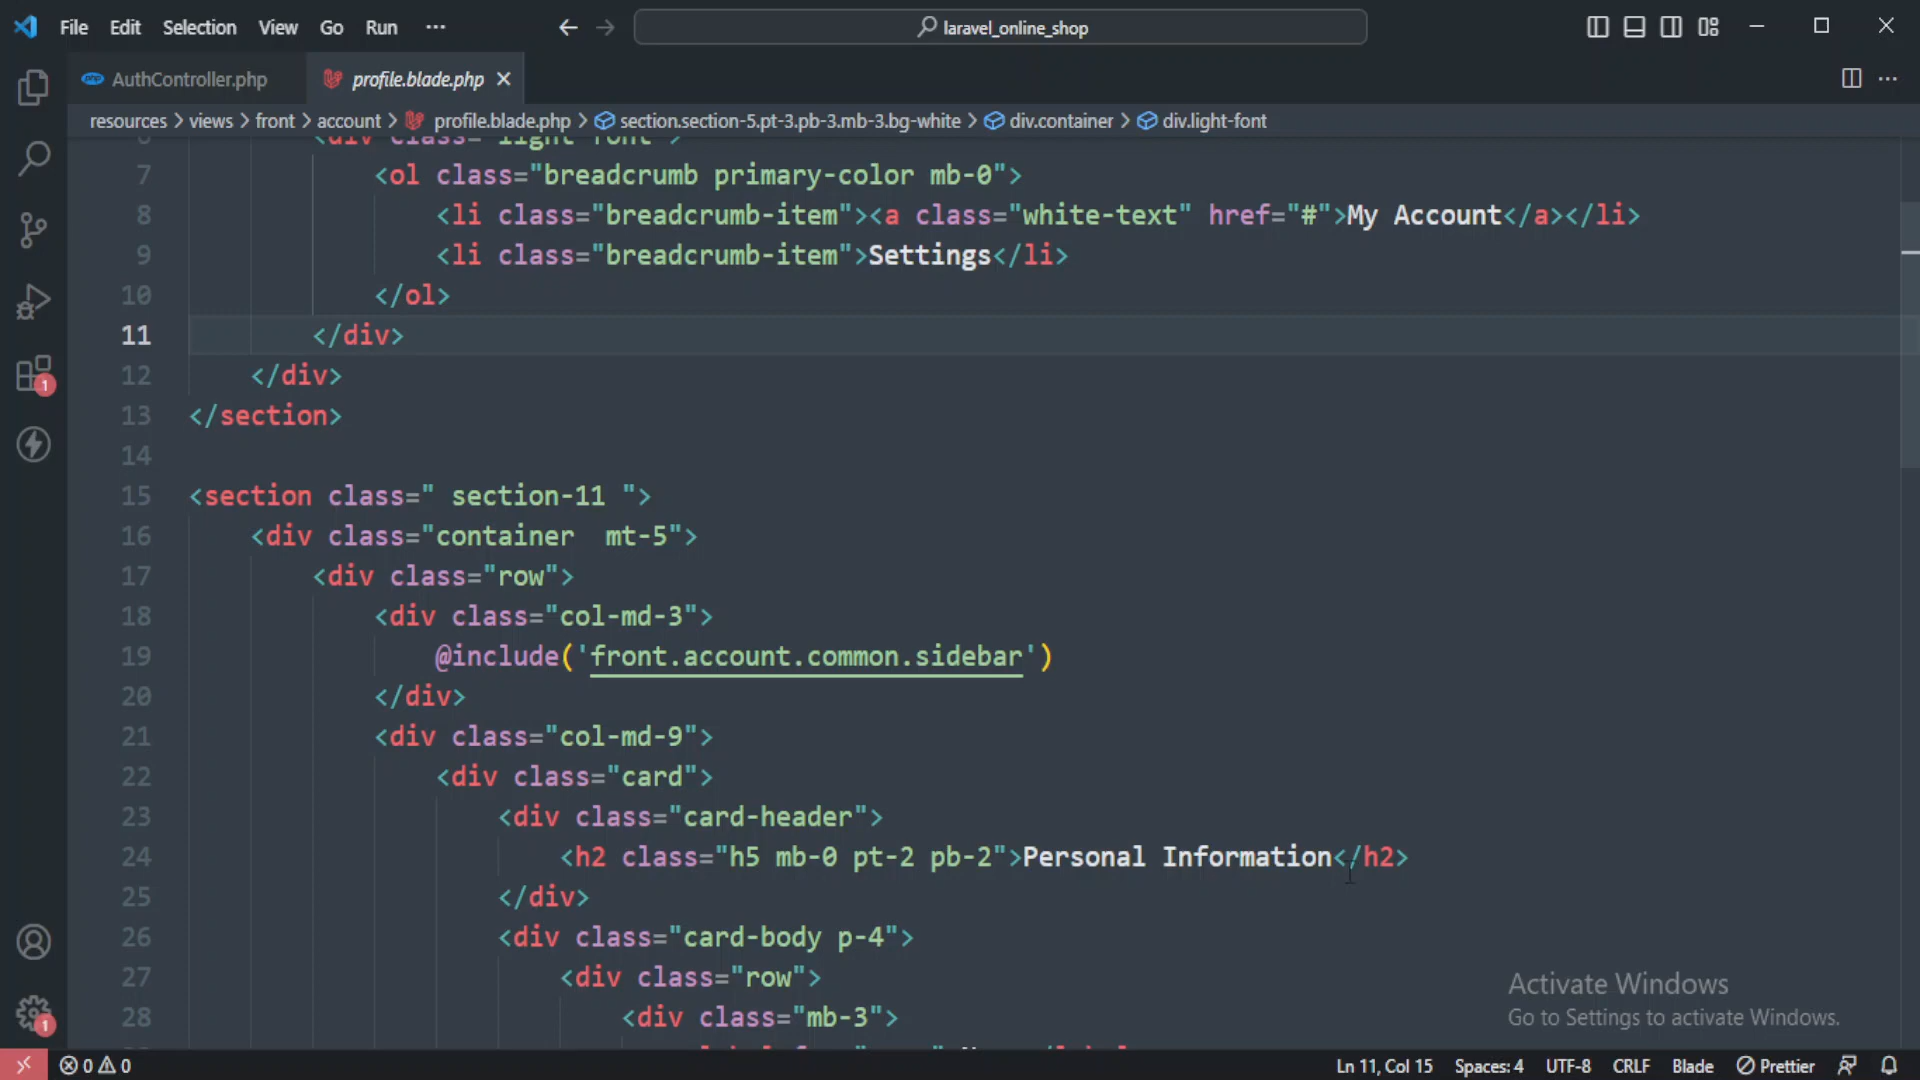 File Edit Selection View Go Run ··· laravel_online_shop
AuthController.php profile.blade.php
resources > views > front > account > profile.blade.php > section.section-5.pt-3.pb-3.mb-3.bg-white > div.container > div.light-font
6 <div class="light-font">
7 <ol class="breadcrumb primary-color mb-0">
8 <li class="breadcrumb-item"><a class="white-text" href="#">My Account</a></li>
9 <li class="breadcrumb-item">Settings</li>
10 </ol>
11 </div>
12 </div>
13 </section>
14
15 <section class=" section-11 ">
16 <div class="container  mt-5">
17 <div class="row">
18 <div class="col-md-3">
19 @include('front.account.common.sidebar')
20 </div>
21 <div class="col-md-9">
22 <div class="card">
23 <div class="card-header">
24 <h2 class="h5 mb-0 pt-2 pb-2">Personal Information</h2>
25 </div>
26 <div class="card-body p-4">
27 <div class="row">
28 <div class="mb-3">
1
1
Activate Windows
Go to Settings to activate Windows.
0 0 Ln 11, Col 15 Spaces: 4 UTF-8 CRLF Blade Prettier